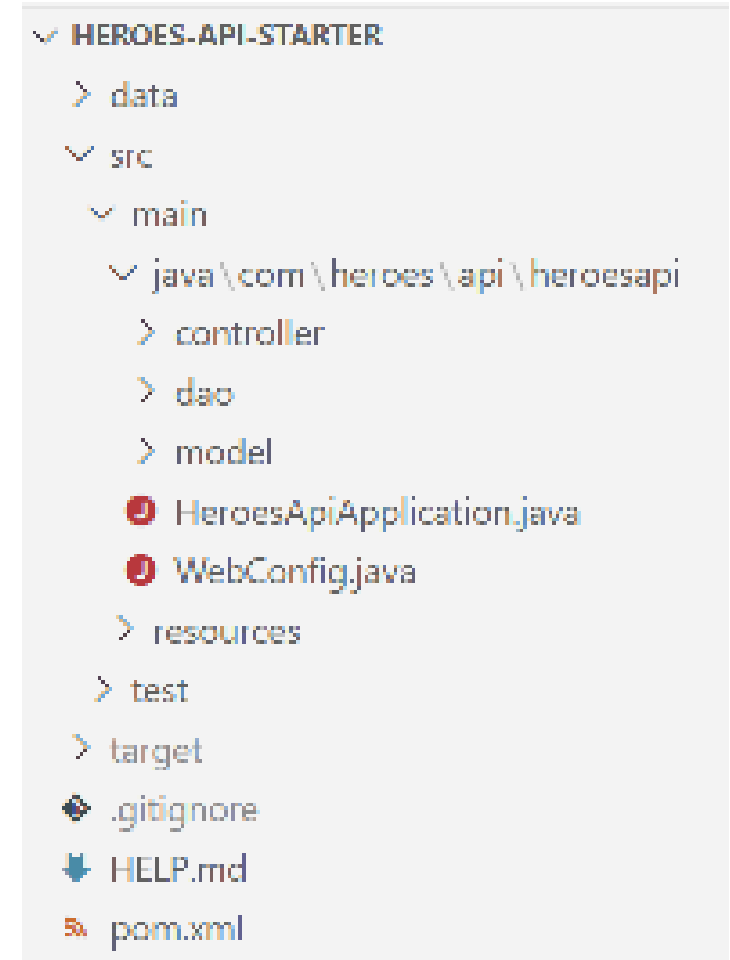 HEROES-API-STARTER
data
src
main
java\com\heroes\api\heroesapi
controller
dao
model
HeroesApiApplication.java
WebConfig.java
resources
test
target
.gitignore
HELP.md
pom.xml